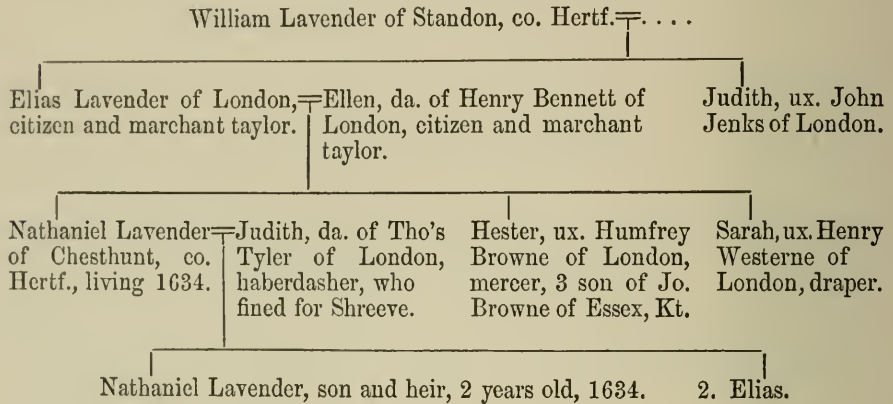 William Lavender of Standon, co. Hertf.=. . . .
Elias Lavender of London,=Ellen, da. of Henry Bennett of
citizen and marchant taylor. London, citizen and marchant
taylor.
Judith, ux. John
Jenks of London.
Nathaniel Lavender=Judith, da. of Tho's
of Chesthunt, co. Tyler of London,
Hertf., living 1634. haberdasher, who
fined for Shreeve.
Hester, ux. Humfrey
Browne of London,
mercer, 3 son of Jo.
Browne of Essex, Kt.
Sarah, ux. Henry
Westerne of
London, draper.
Nathaniel Lavender, son and heir, 2 years old, 1634. 2. Elias.